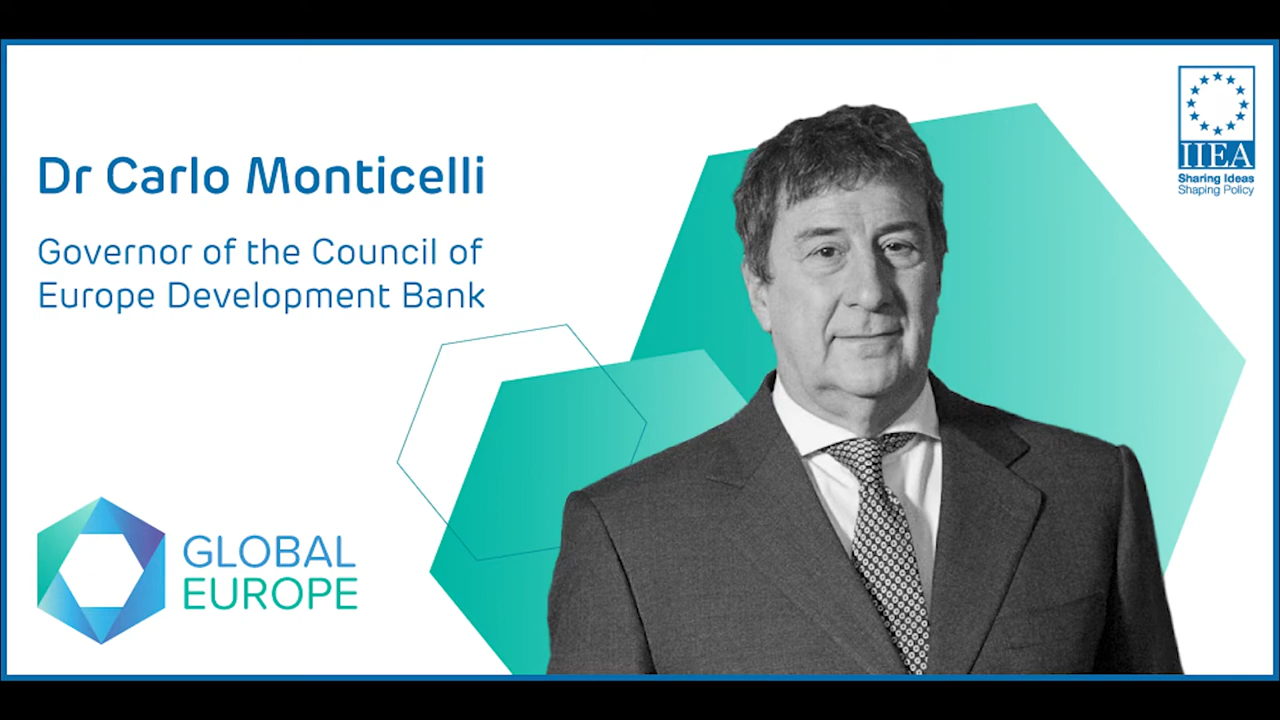 Dr Carlo Monticelli
Governor of the Council of
Europe Development Bank
IIEA
Sharing Ideas
Shaping Policy
GLOBAL
EUROPE